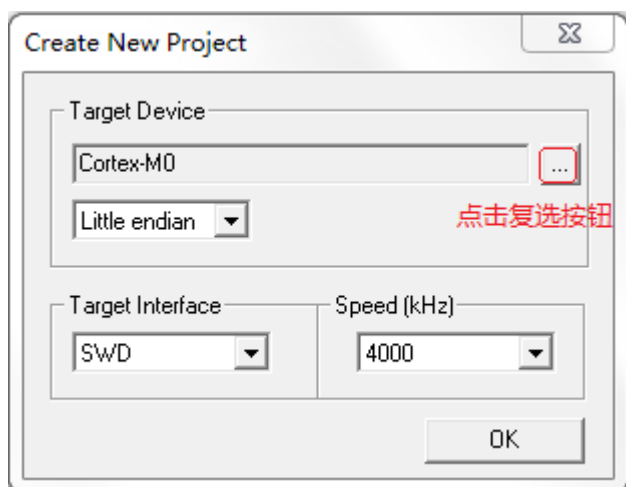 Create New Project
Target Device
Cortex-M0
...
Little endian
点击复选按钮
Target Interface
Speed (kHz)
SWD
4000
OK